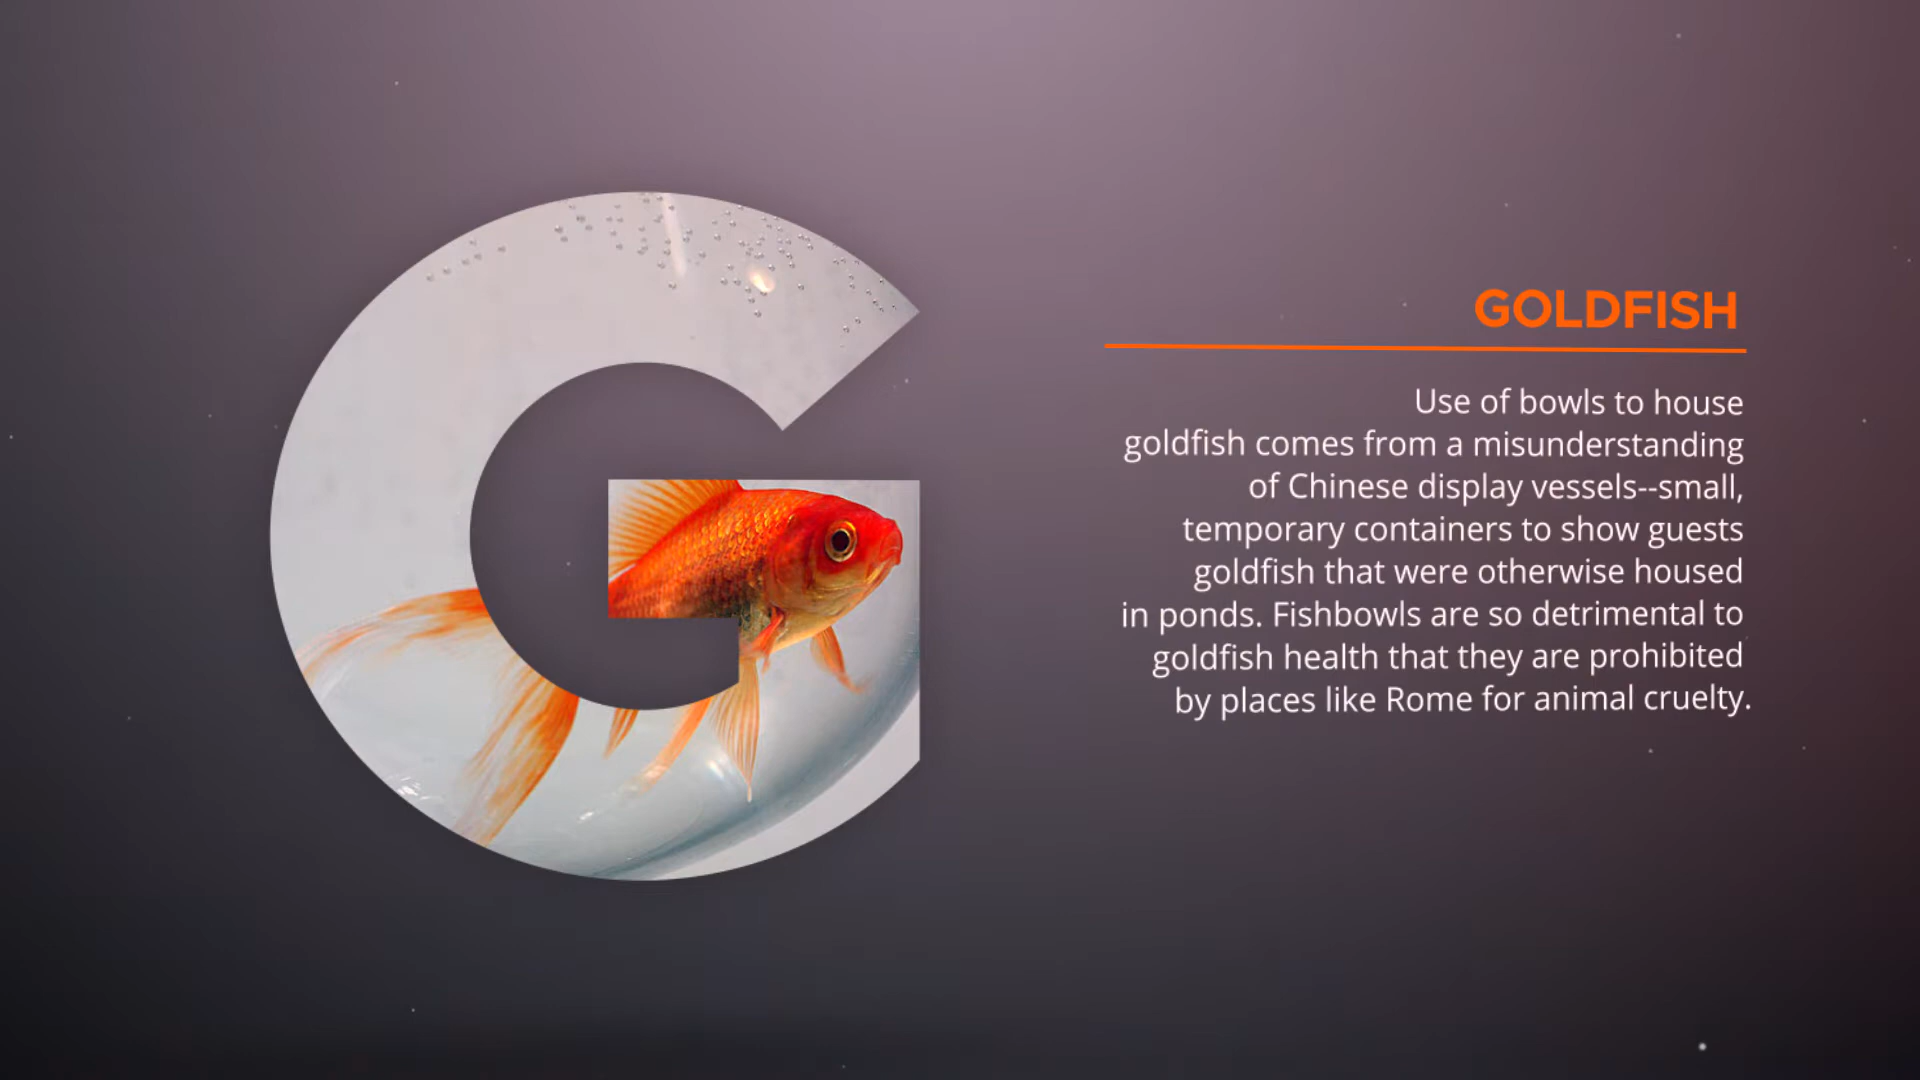 G
GOLDFISH
Use of bowls to house
goldfish comes from a misunderstanding
of Chinese display vessels--small,
temporary containers to show guests
goldfish that were otherwise housed
in ponds. Fishbowls are so detrimental to
goldfish health that they are prohibited
by places like Rome for animal cruelty.